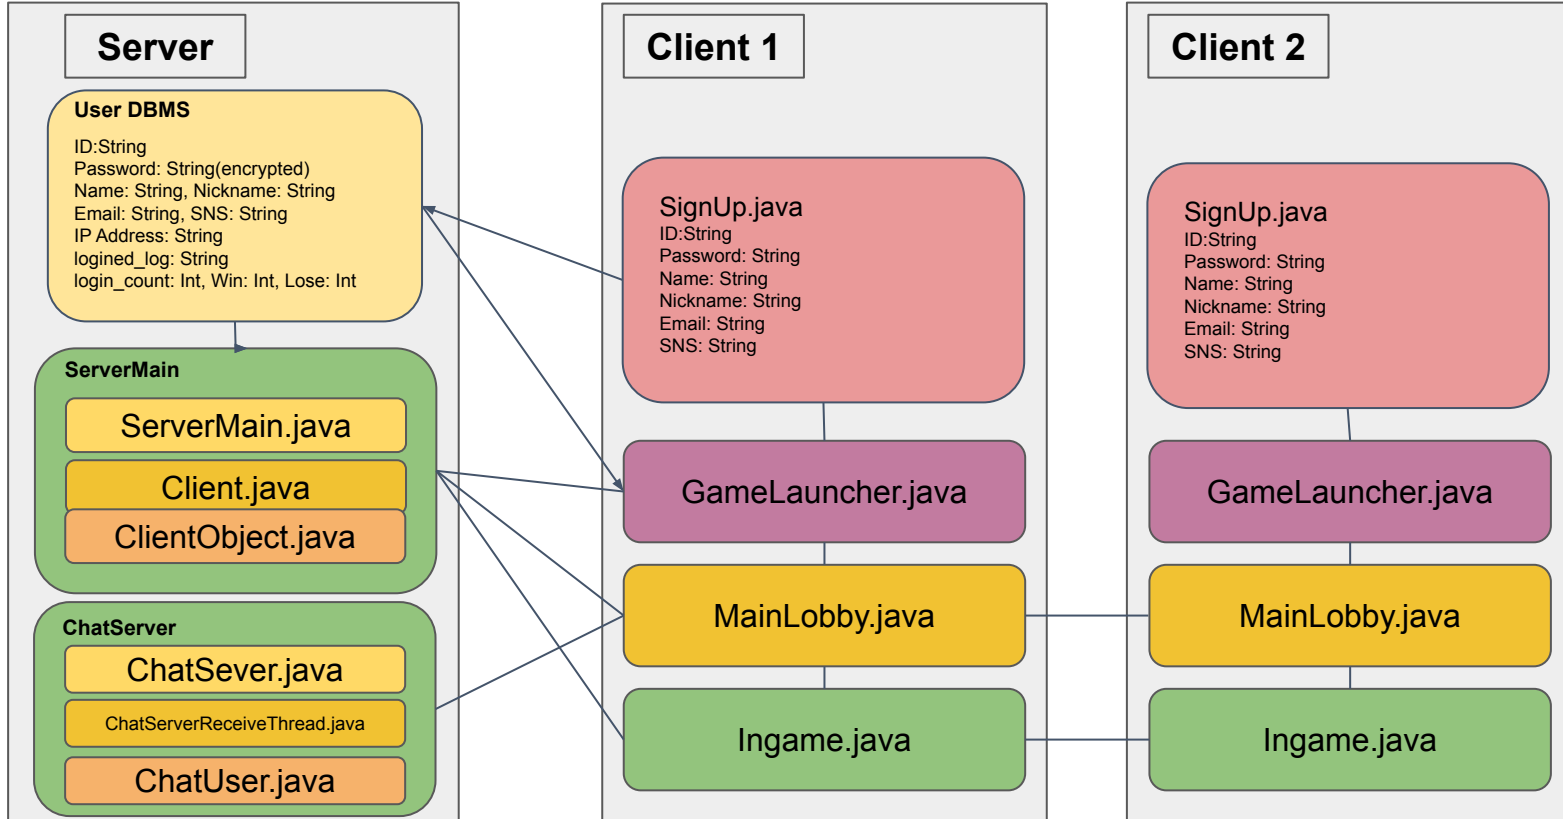 Server
User DBMS
ID:String
Password: String(encrypted)
Name: String, Nickname: String
Email: String, SNS: String
IP Address: String
logined_log: String
login_count: Int, Win: Int, Lose: Int
ServerMain
ServerMain.java
Client.java
ClientObject.java
ChatServer
ChatSever.java
ChatServerReceiveThread.java
ChatUser.java
Client 1
SignUp.java
ID:String
Password: String
Name: String
Nickname: String
Email: String
SNS: String
GameLauncher.java
MainLobby.java
Ingame.java
Client 2
SignUp.java
ID:String
Password: String
Name: String
Nickname: String
Email: String
SNS: String
GameLauncher.java
MainLobby.java
Ingame.java